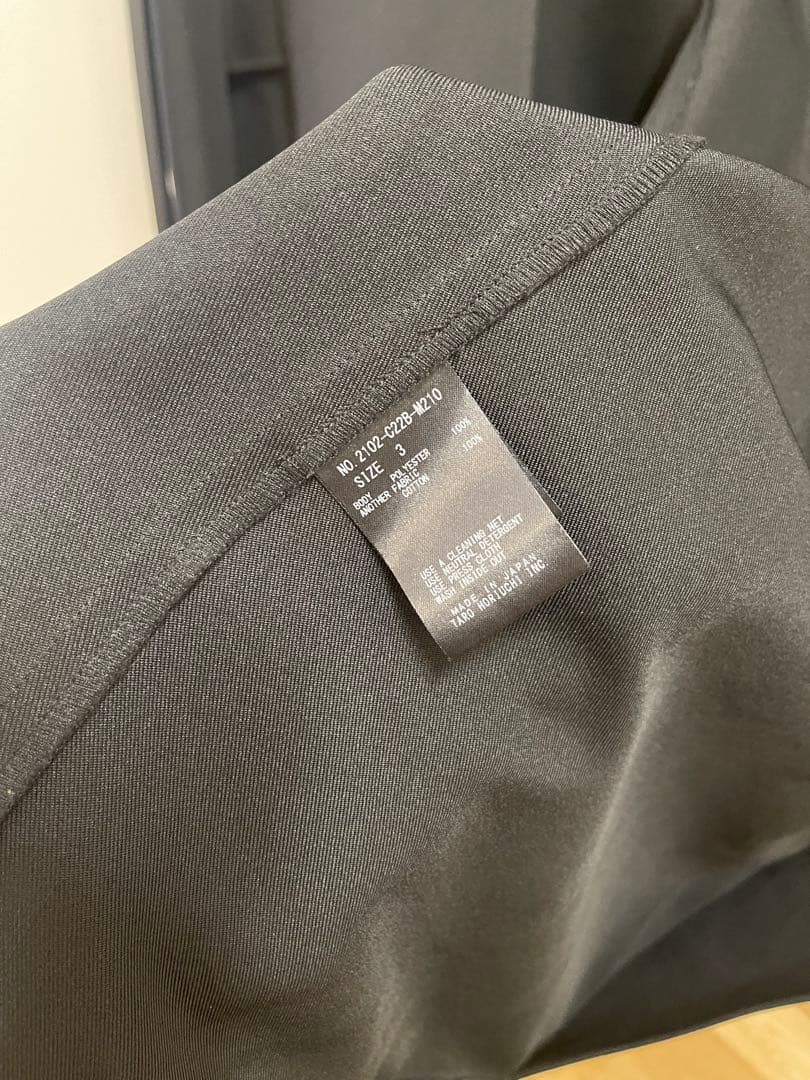 NO. 2102-C22B-M210
SIZE 3
BODY POLYESTER 100%
ANOTHER FABRIC COTTON 100%
USE A CLEANING NET
USE NEUTRAL DETERGENT
USE PRESS CLOTH
WASH INSIDE OUT
MADE IN JAPAN
TARO HORIUCHI INC.